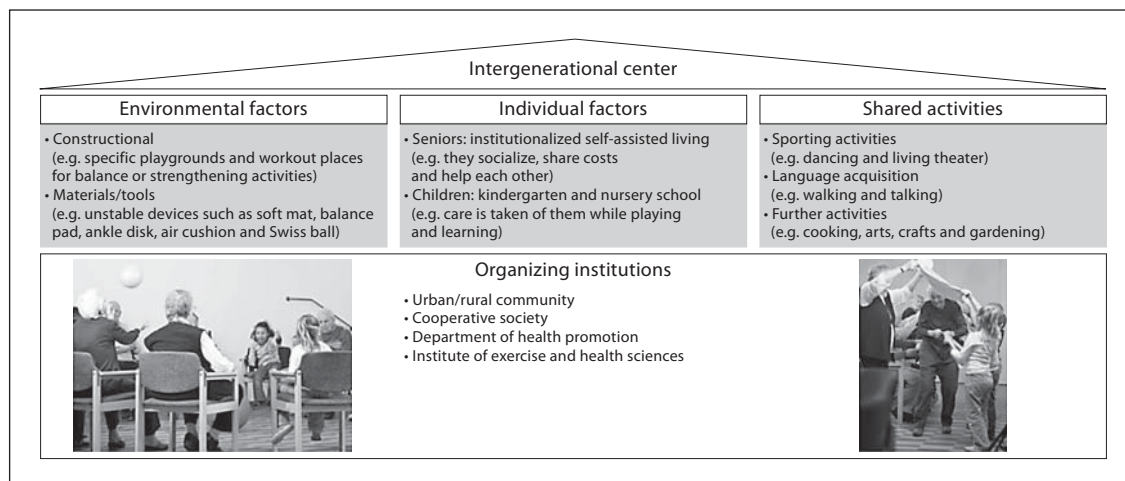 Intergenerational center
Environmental factors
• Constructional
(e.g. specific playgrounds and workout places
for balance or strengthening activities)
• Materials/tools
(e.g. unstable devices such as soft mat, balance
pad, ankle disk, air cushion and Swiss ball)
Individual factors
• Seniors: institutionalized self-assisted living
(e.g. they socialize, share costs
and help each other)
• Children: kindergarten and nursery school
(e.g. care is taken of them while playing
and learning)
Shared activities
• Sporting activities
(e.g. dancing and living theater)
• Language acquisition
(e.g. walking and talking)
• Further activities
(e.g. cooking, arts, crafts and gardening)
Organizing institutions
• Urban/rural community
• Cooperative society
• Department of health promotion
• Institute of exercise and health sciences